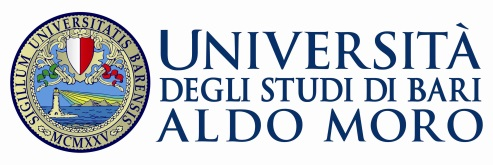 SIGILLUM UNIVERSITATIS BARENSIS
MCMXXV
UNIVERSITÀ
DEGLI STUDI DI BARI
ALDO MORO